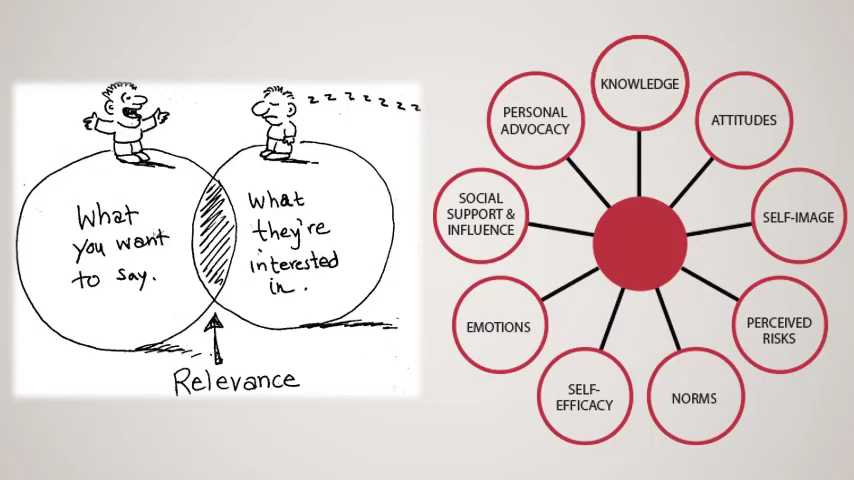 z z z z z z z
What
you want
to say.
What
they're
interested
in.
Relevance
KNOWLEDGE
ATTITUDES
SELF-IMAGE
PERCEIVED
RISKS
NORMS
SELF-
EFFICACY
EMOTIONS
SOCIAL
SUPPORT &
INFLUENCE
PERSONAL
ADVOCACY